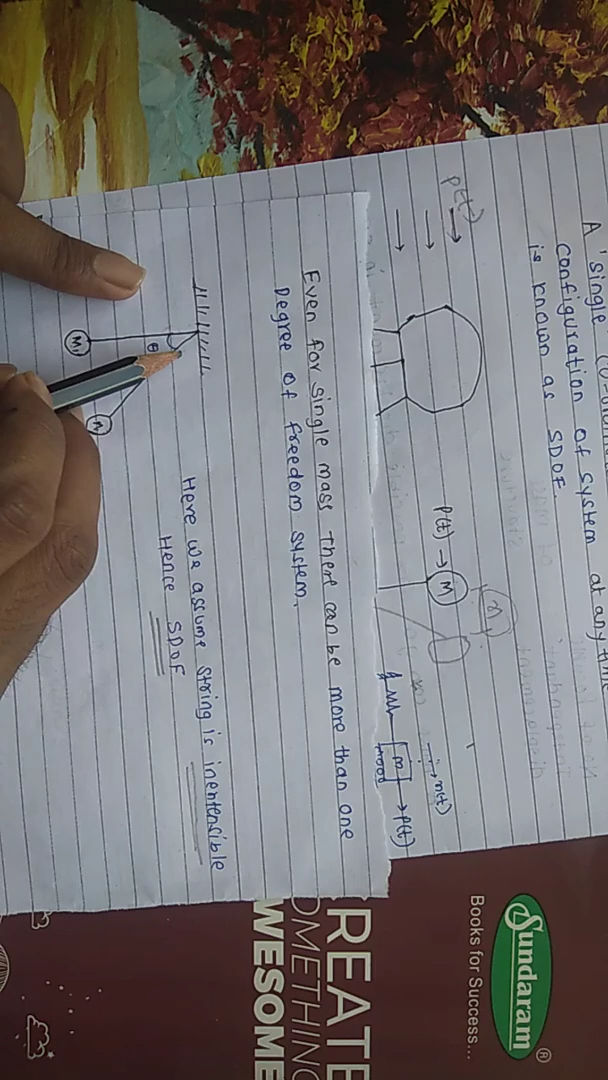 A single
configuration of system at any time
is known as SDOF.
P(t)
P(t)
M
(x)
x(t)
m
P(t)
Even for single mass there can be more than one
Degree of freedom system.
θ
M
Here we assume string is inentensible
Hence SDOF
Sundaram®
Books for Success...
REATE
OMETHING
WESOME